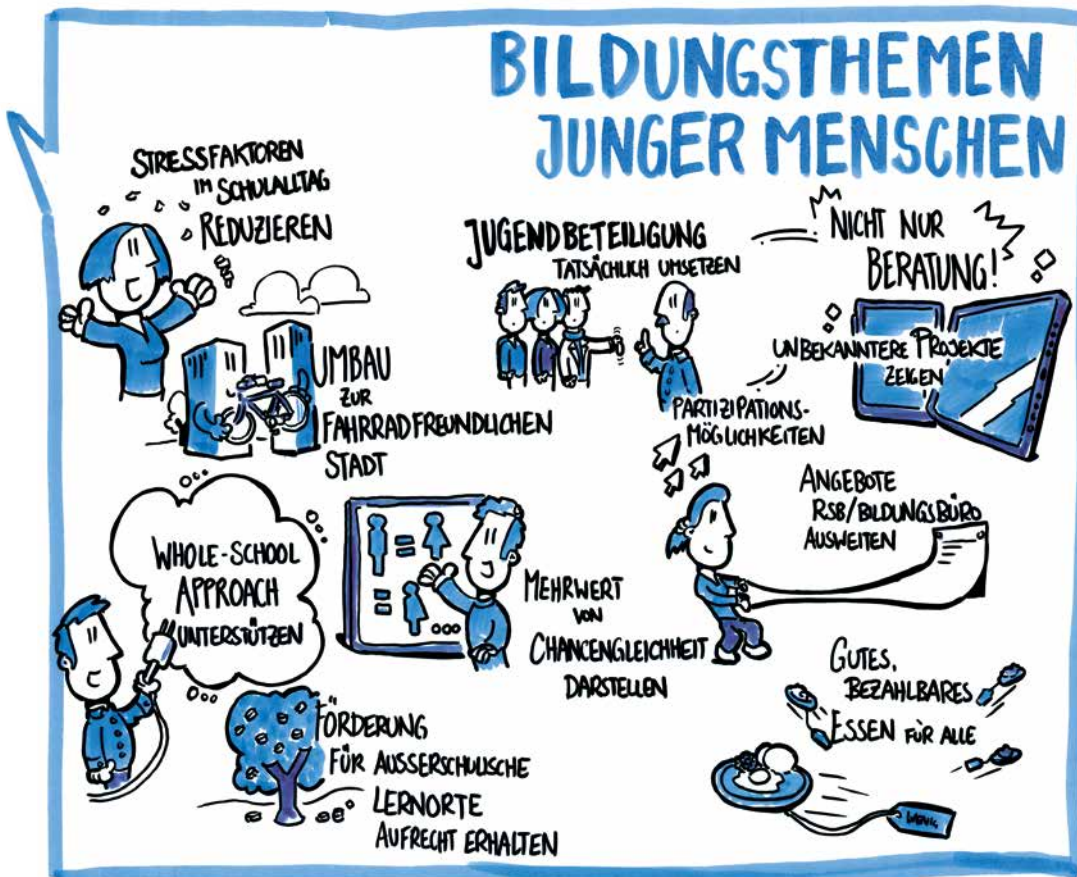 BILDUNGSTHEMEN
JUNGER MENSCHEN
STRESSFAKTOREN
IM SCHULALLTAG
REDUZIEREN
JUGENDBETEILIGUNG
TATSÄCHLICH UMSETZEN
NICHT NUR
BERATUNG!
UMBAU
ZUR
FAHRRADFREUNDLICHEN
STADT
UNBEKANNTERE PROJEKTE
ZEIGEN
PARTIZIPATIONS-
MÖGLICHKEITEN
ANGEBOTE
RSB/BILDUNGSBÜRO
AUSWEITEN
WHOLE-SCHOOL
APPROACH
UNTERSTÜTZEN
MEHRWERT
VON
CHANCENGLEICHHEIT
DARSTELLEN
GUTES,
BEZAHLBARES
ESSEN FÜR ALLE
FÖRDERUNG
FÜR AUSSERSCHULISCHE
LERNORTE
AUFRECHT ERHALTEN